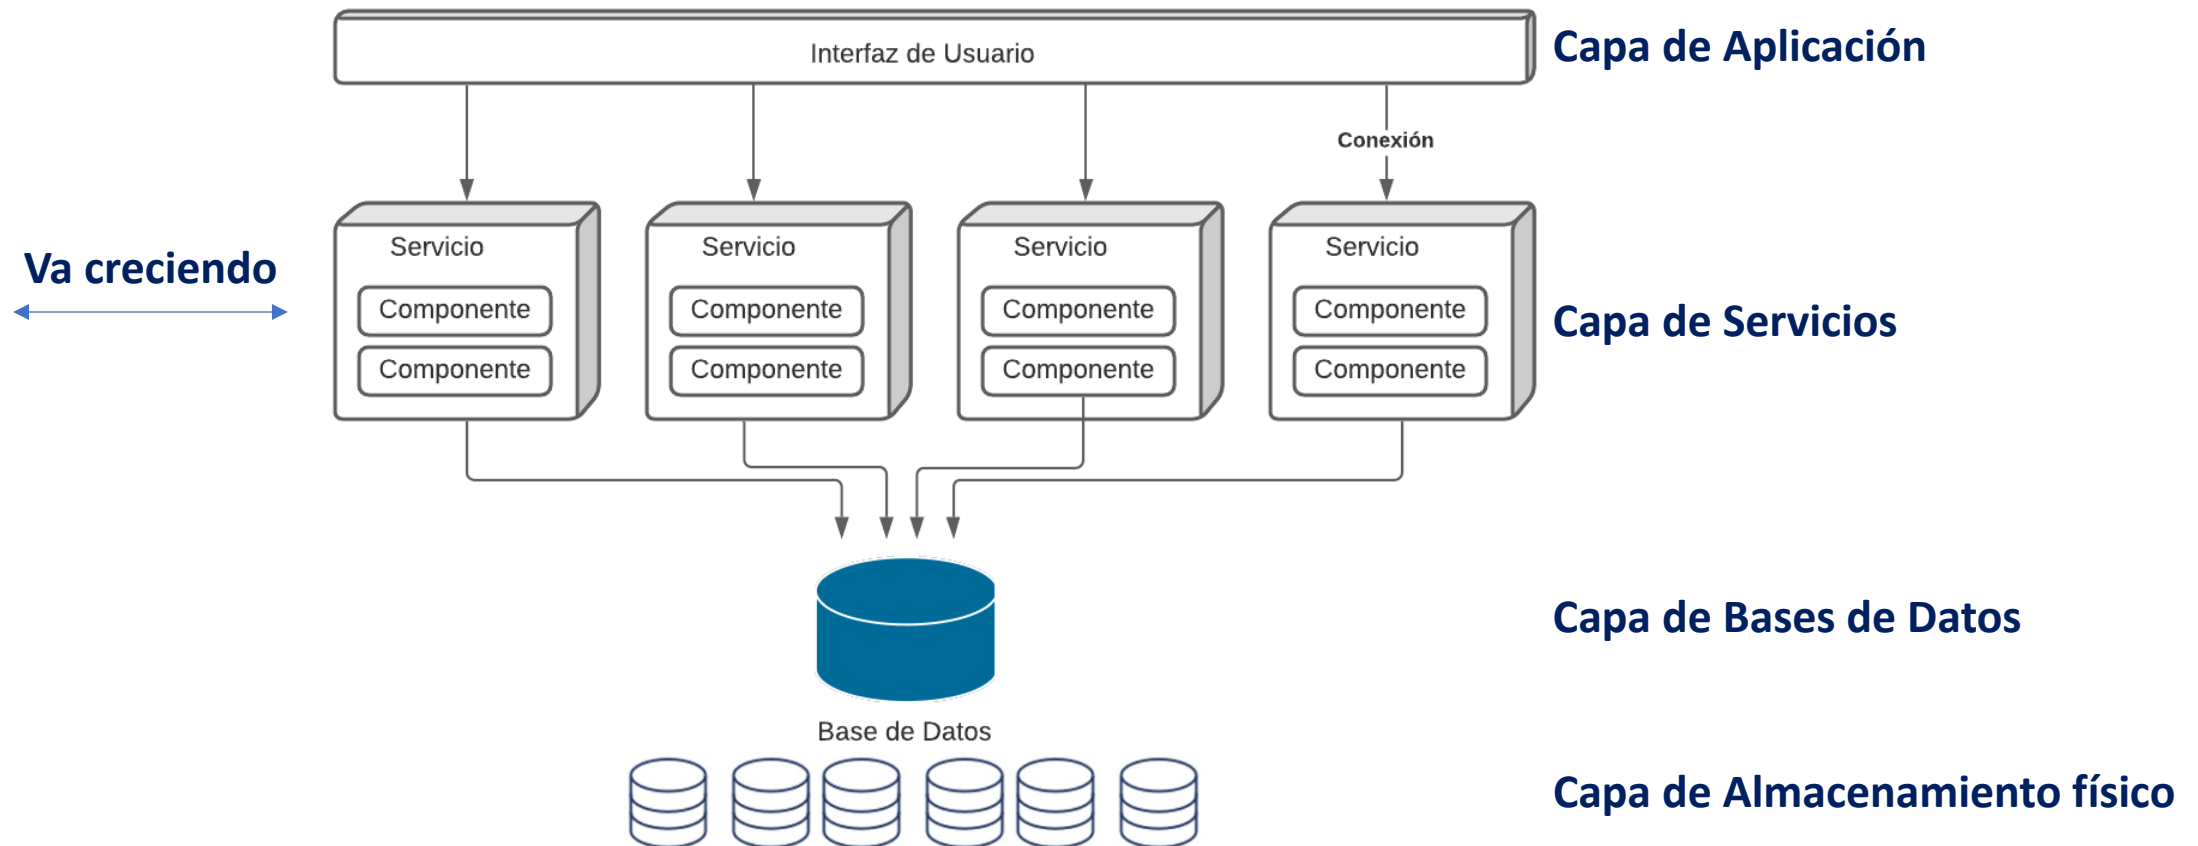 Interfaz de Usuario
Capa de Aplicación
Conexión
Va creciendo
Servicio
Servicio
Servicio
Servicio
Componente
Componente
Componente
Componente
Capa de Servicios
Componente
Componente
Componente
Componente
Capa de Bases de Datos
Base de Datos
Capa de Almacenamiento físico